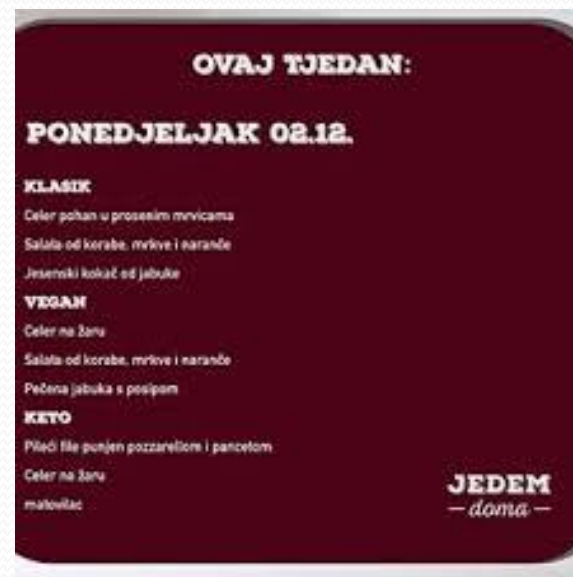 OVAJ TJEDAN:
PONEDJELJAK 02.12.
KLASIK
Celer pohan u prosenim mrvicama
Salata od korabe, mrkve i naranče
Jesenski kokač od jabuke
VEGAN
Celer na žaru
Salata od korabe, mrkve i naranče
Pečena jabuka s posipom
KETO
Pileći file punjen pozzarellom i pancetom
Celer na žaru
matovilac
JEDEM
— doma —